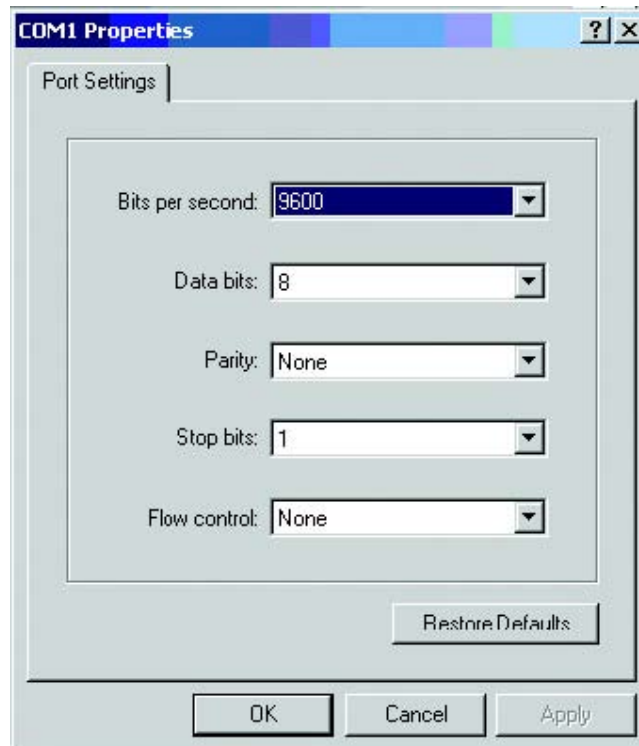 COM1 Properties
Port Settings
Bits per second: 9600
Data bits: 8
Parity: None
Stop bits: 1
Flow control: None
Restore Defaults
OK Cancel Apply